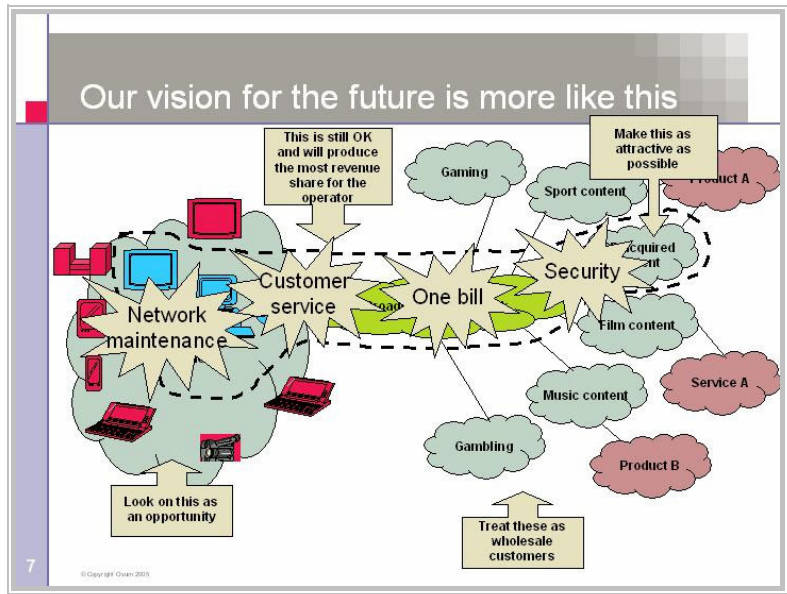 Our vision for the future is more like this
This is still OK
and will produce
the most revenue
share for the
operator
Make this as
attractive as
possible
Gaming
Sport content
Product A
Customer
service
One bill
Security
Network
maintenance
Film content
Music content
Service A
Gambling
Product B
Look on this as
an opportunity
Treat these as
wholesale
customers
7
© Copyright Ovum 2005